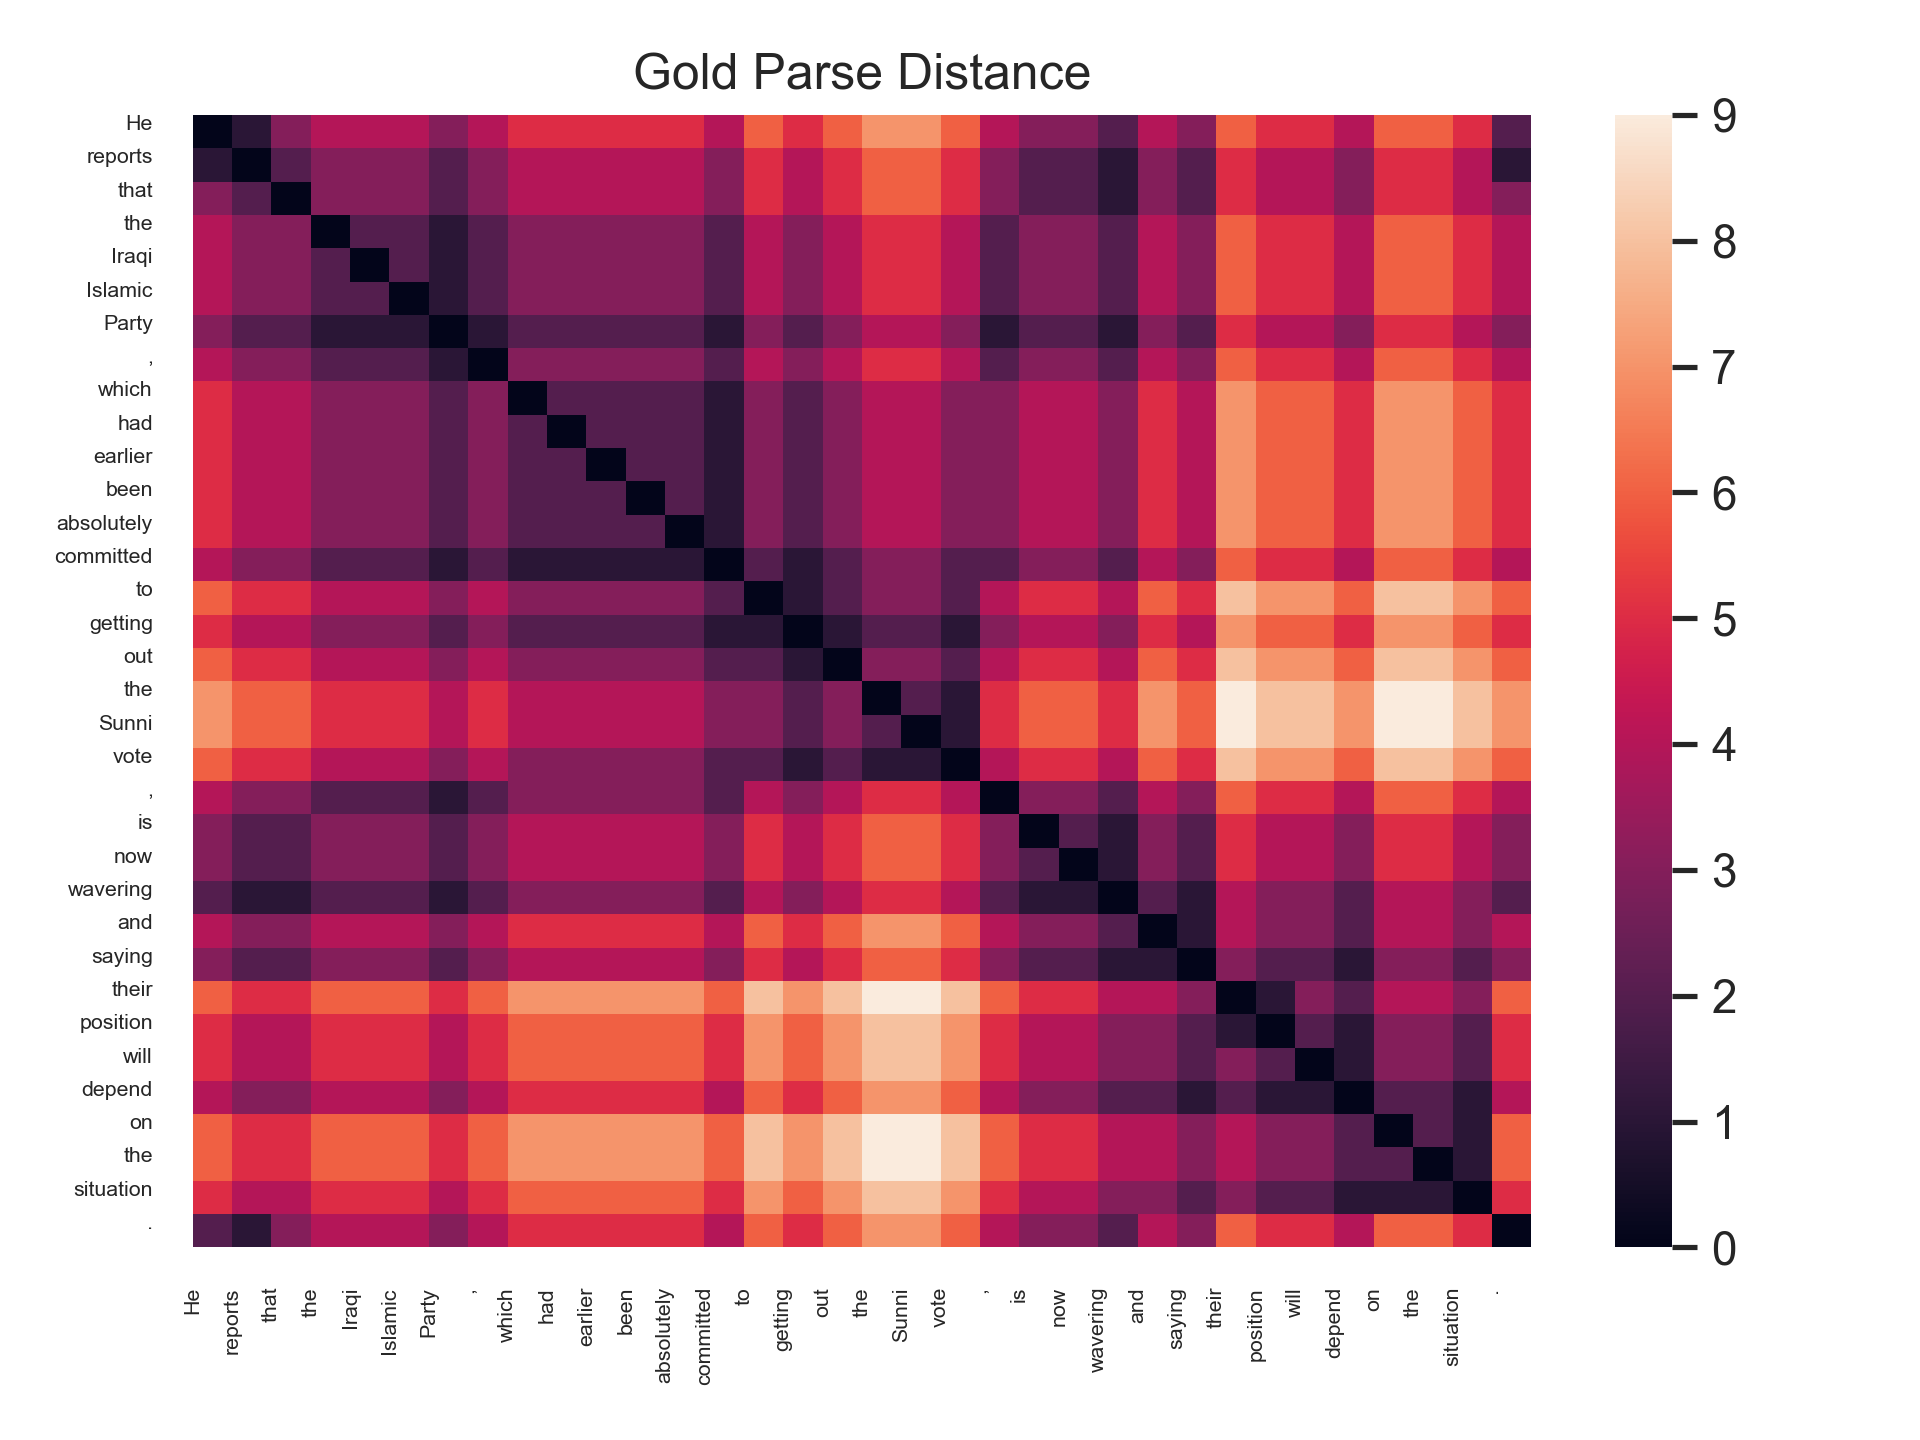 Gold Parse Distance
He
reports
that
the
Iraqi
Islamic
Party
,
which
had
earlier
been
absolutely
committed
to
getting
out
the
Sunni
vote
,
is
now
wavering
and
saying
their
position
will
depend
on
the
situation
.
9
8
7
6
5
4
3
2
1
0
He
reports
that
the
Iraqi
Islamic
Party
,
which
had
earlier
been
absolutely
committed
to
getting
out
the
Sunni
vote
,
is
now
wavering
and
saying
their
position
will
depend
on
the
situation
.